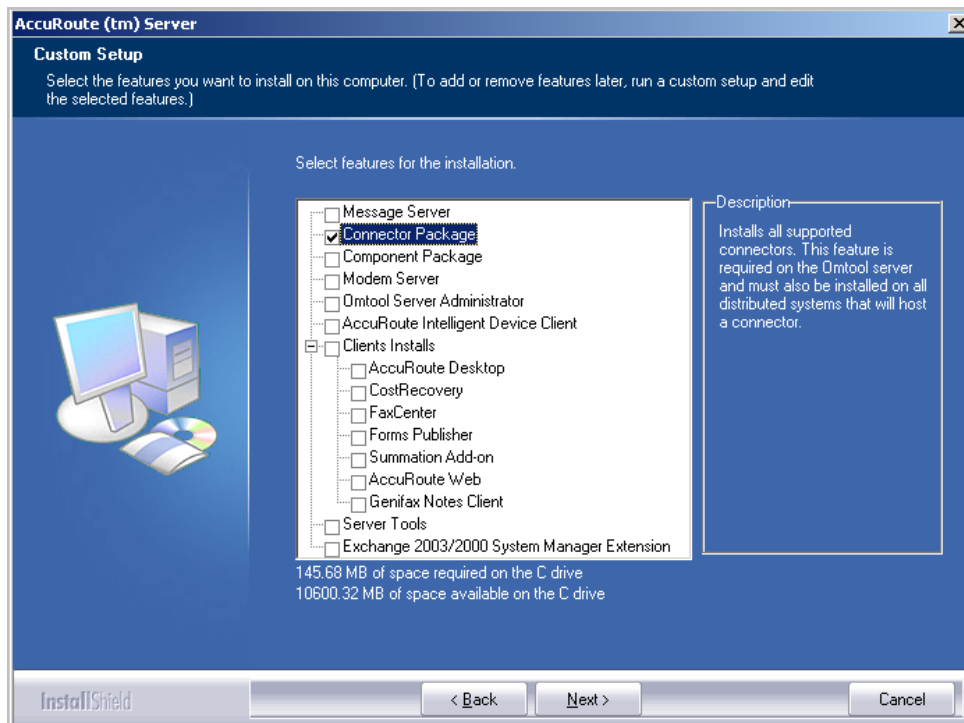 AccuRoute (tm) Server
Custom Setup
Select the features you want to install on this computer. (To add or remove features later, run a custom setup and edit
the selected features.)
Select features for the installation.
Message Server
Connector Package
Component Package
Modem Server
Omtool Server Administrator
AccuRoute Intelligent Device Client
Clients Installs
AccuRoute Desktop
CostRecovery
FaxCenter
Forms Publisher
Summation Add-on
AccuRoute Web
Genifax Notes Client
Server Tools
Exchange 2003/2000 System Manager Extension
Description
Installs all supported
connectors. This feature is
required on the Omtool server
and must also be installed on all
distributed systems that will host
a connector.
145.68 MB of space required on the C drive
10600.32 MB of space available on the C drive
InstallShield
< Back
Next >
Cancel